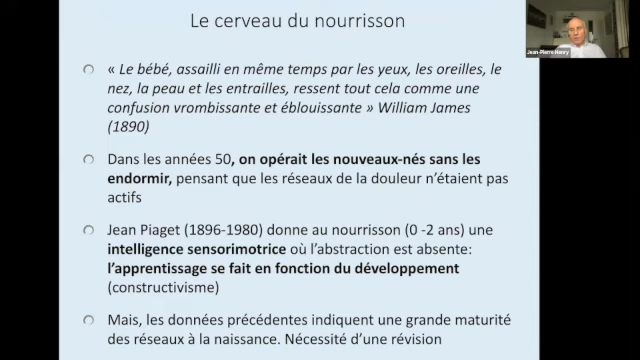 Le cerveau du nourrisson
Jean-Pierre Henry
« Le bébé, assailli en même temps par les yeux, les oreilles, le
nez, la peau et les entrailles, ressent tout cela comme une
confusion vrombissante et éblouissante » William James
(1890)
Dans les années 50, on opérait les nouveaux-nés sans les
endormir, pensant que les réseaux de la douleur n'étaient pas
actifs
Jean Piaget (1896-1980) donne au nourrisson (0 -2 ans) une
intelligence sensorimotrice où l'abstraction est absente:
l'apprentissage se fait en fonction du développement
(constructivisme)
Mais, les données précédentes indiquent une grande maturité
des réseaux à la naissance. Nécessité d'une révision